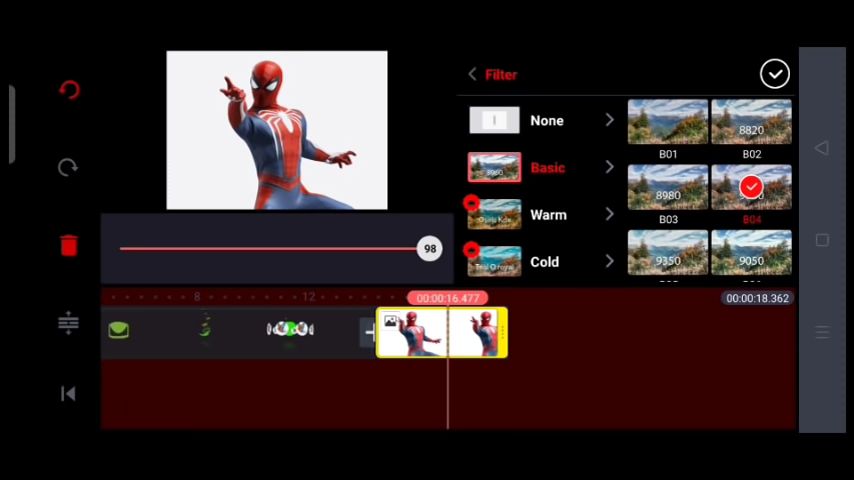 Filter
None
Basic
Warm
Cold
8980
8820
B01
B02
8980
B03
B04
9350
9050
98
8
12
00:00:16.477
00:00:18.362